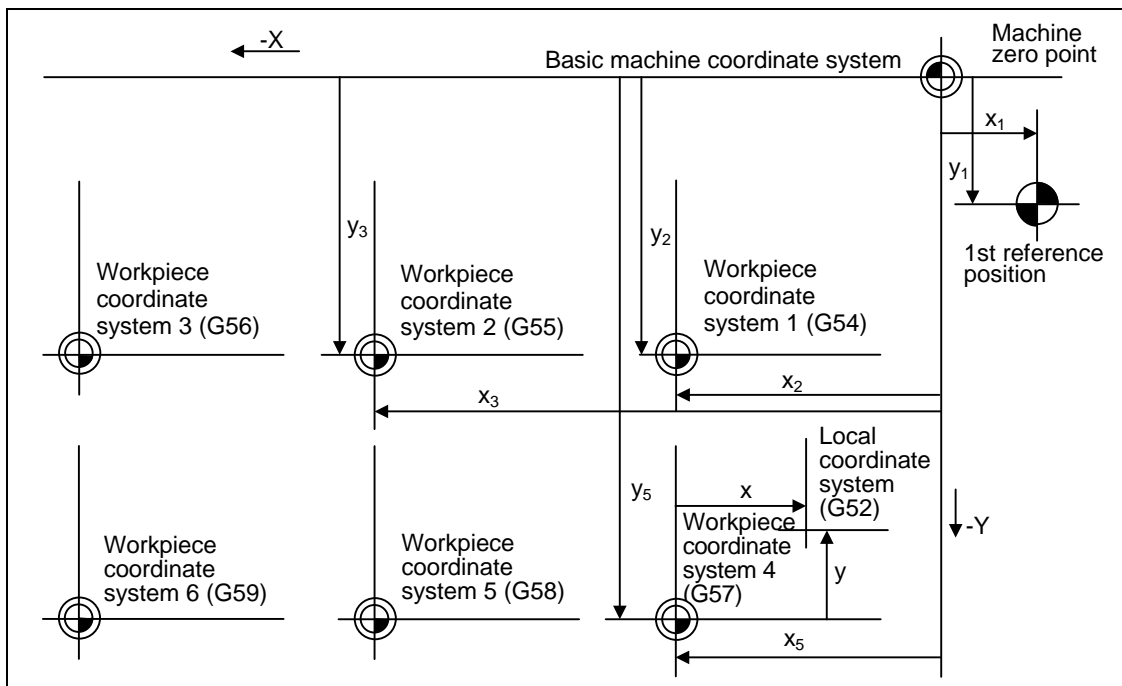 -X
Basic machine coordinate system
Machine
zero point
x₁
y₁
1st reference
position
y₃
y₂
Workpiece
coordinate
system 3 (G56)
Workpiece
coordinate
system 2 (G55)
Workpiece
coordinate
system 1 (G54)
x₂
x₃
Local
coordinate
system
(G52)
y₅
x
-Y
Workpiece
coordinate
system 6 (G59)
Workpiece
coordinate
system 5 (G58)
Workpiece
coordinate
system 4
(G57)
y
x₅